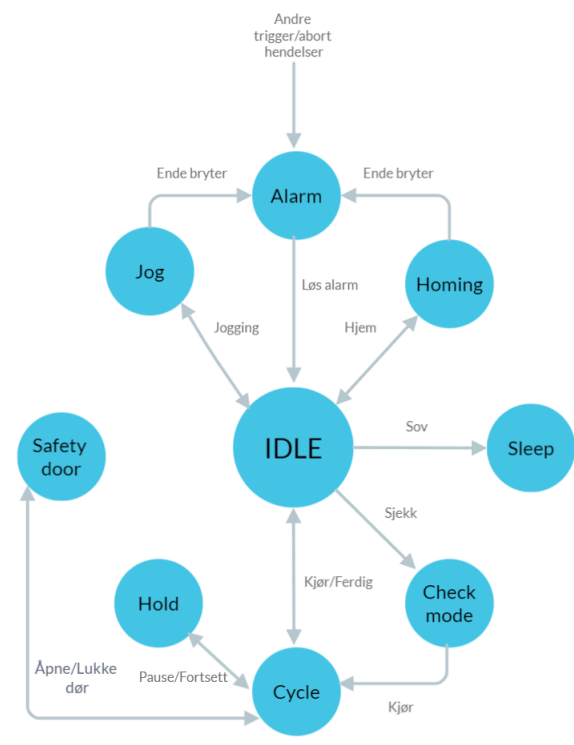 Andre
trigger/abort
hendelser
Ende bryter
Ende bryter
Alarm
Jog
Løs alarm
Homing
Jogging
Hjem
Safety
door
IDLE
Sov
Sleep
Sjekk
Kjør/Ferdig
Hold
Check
mode
Åpne/Lukke
dør
Pause/Fortsett
Cycle
Kjør